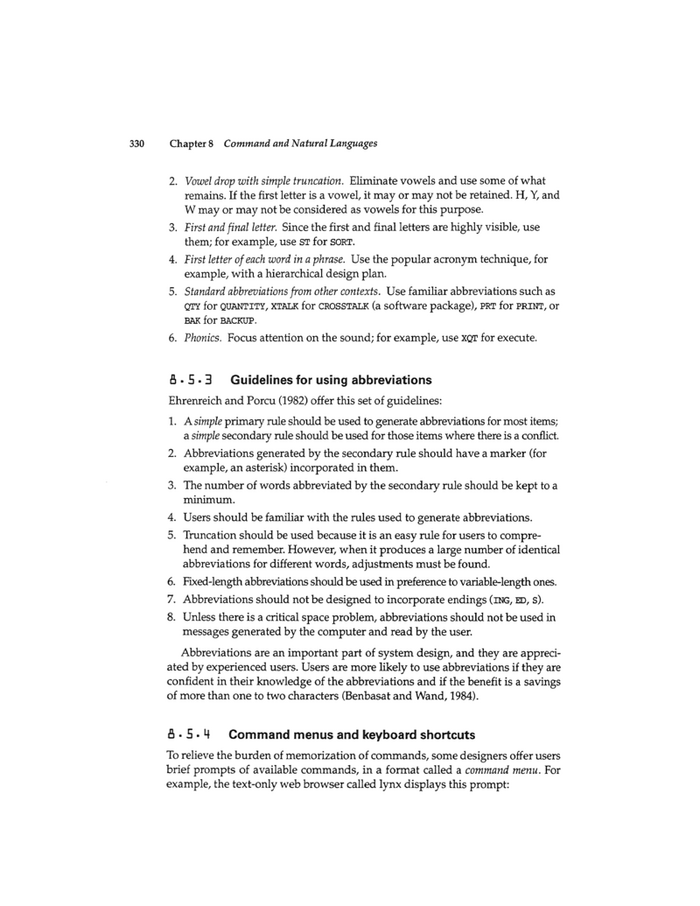 330 Chapter 8 Command and Natural Languages
2. Vowel drop with simple truncation. Eliminate vowels and use some of what
remains. If the first letter is a vowel, it may or may not be retained. H, Y, and
W may or may not be considered as vowels for this purpose.
3. First and final letter. Since the first and final letters are highly visible, use
them; for example, use ST for SORT.
4. First letter of each word in a phrase. Use the popular acronym technique, for
example, with a hierarchical design plan.
5. Standard abbreviations from other contexts. Use familiar abbreviations such as
QTY for QUANTITY, XTALK for CROSSTALK (a software package), PRT for PRINT, or
BAK for BACKUP.
6. Phonics. Focus attention on the sound; for example, use XQT for execute.
8.5.3 Guidelines for using abbreviations
Ehrenreich and Porcu (1982) offer this set of guidelines:
1. A simple primary rule should be used to generate abbreviations for most items;
a simple secondary rule should be used for those items where there is a conflict.
2. Abbreviations generated by the secondary rule should have a marker (for
example, an asterisk) incorporated in them.
3. The number of words abbreviated by the secondary rule should be kept to a
minimum.
4. Users should be familiar with the rules used to generate abbreviations.
5. Truncation should be used because it is an easy rule for users to compre-
hend and remember. However, when it produces a large number of identical
abbreviations for different words, adjustments must be found.
6. Fixed-length abbreviations should be used in preference to variable-length ones.
7. Abbreviations should not be designed to incorporate endings (ING, ED, S).
8. Unless there is a critical space problem, abbreviations should not be used in
messages generated by the computer and read by the user.
Abbreviations are an important part of system design, and they are appreci-
ated by experienced users. Users are more likely to use abbreviations if they are
confident in their knowledge of the abbreviations and if the benefit is a savings
of more than one to two characters (Benbasat and Wand, 1984).
8.5.4 Command menus and keyboard shortcuts
To relieve the burden of memorization of commands, some designers offer users
brief prompts of available commands, in a format called a command menu. For
example, the text-only web browser called lynx displays this prompt: